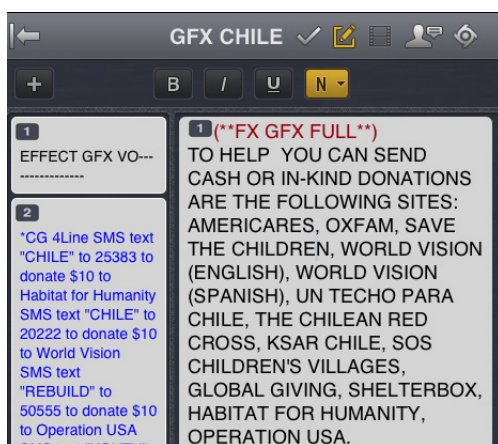 GFX CHILE
+ B I U N
1
EFFECT GFX VO---
-------------
2
*CG 4Line SMS text
"CHILE" to 25383 to
donate $10 to
Habitat for Humanity
SMS text "CHILE" to
20222 to donate $10
to World Vision
SMS text
"REBUILD" to
50555 to donate $10
to Operation USA
1(**FX GFX FULL**)
TO HELP  YOU CAN SEND
CASH OR IN-KIND DONATIONS
ARE THE FOLLOWING SITES:
AMERICARES, OXFAM, SAVE
THE CHILDREN, WORLD VISION
(ENGLISH), WORLD VISION
(SPANISH), UN TECHO PARA
CHILE, THE CHILEAN RED
CROSS, KSAR CHILE, SOS
CHILDREN'S VILLAGES,
GLOBAL GIVING, SHELTERBOX,
HABITAT FOR HUMANITY,
OPERATION USA.